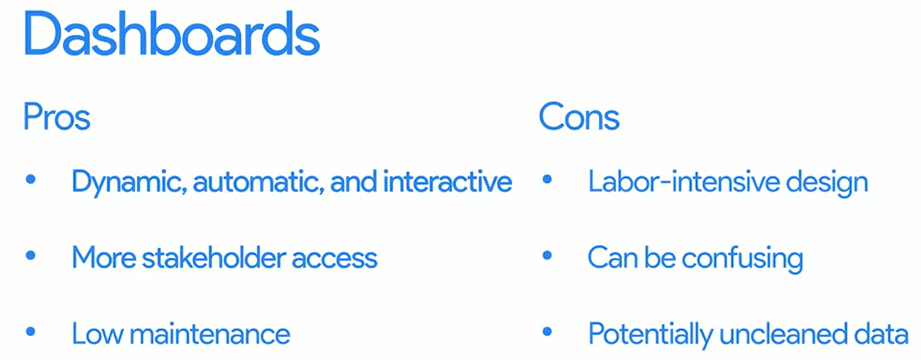 Dashboards
Pros
Dynamic, automatic, and interactive
More stakeholder access
Low maintenance
Cons
Labor-intensive design
Can be confusing
Potentially uncleaned data